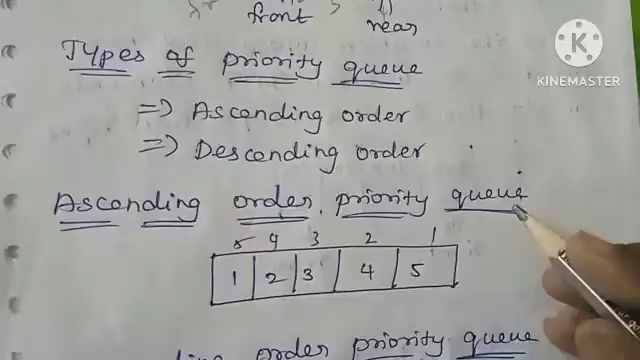 front rear
Types of priority queue
K
KINEMASTER
=> Ascending order
=> Descending order
Ascending order priority queue
5 4 3 2 1
1 2 3 4 5
order priority queue